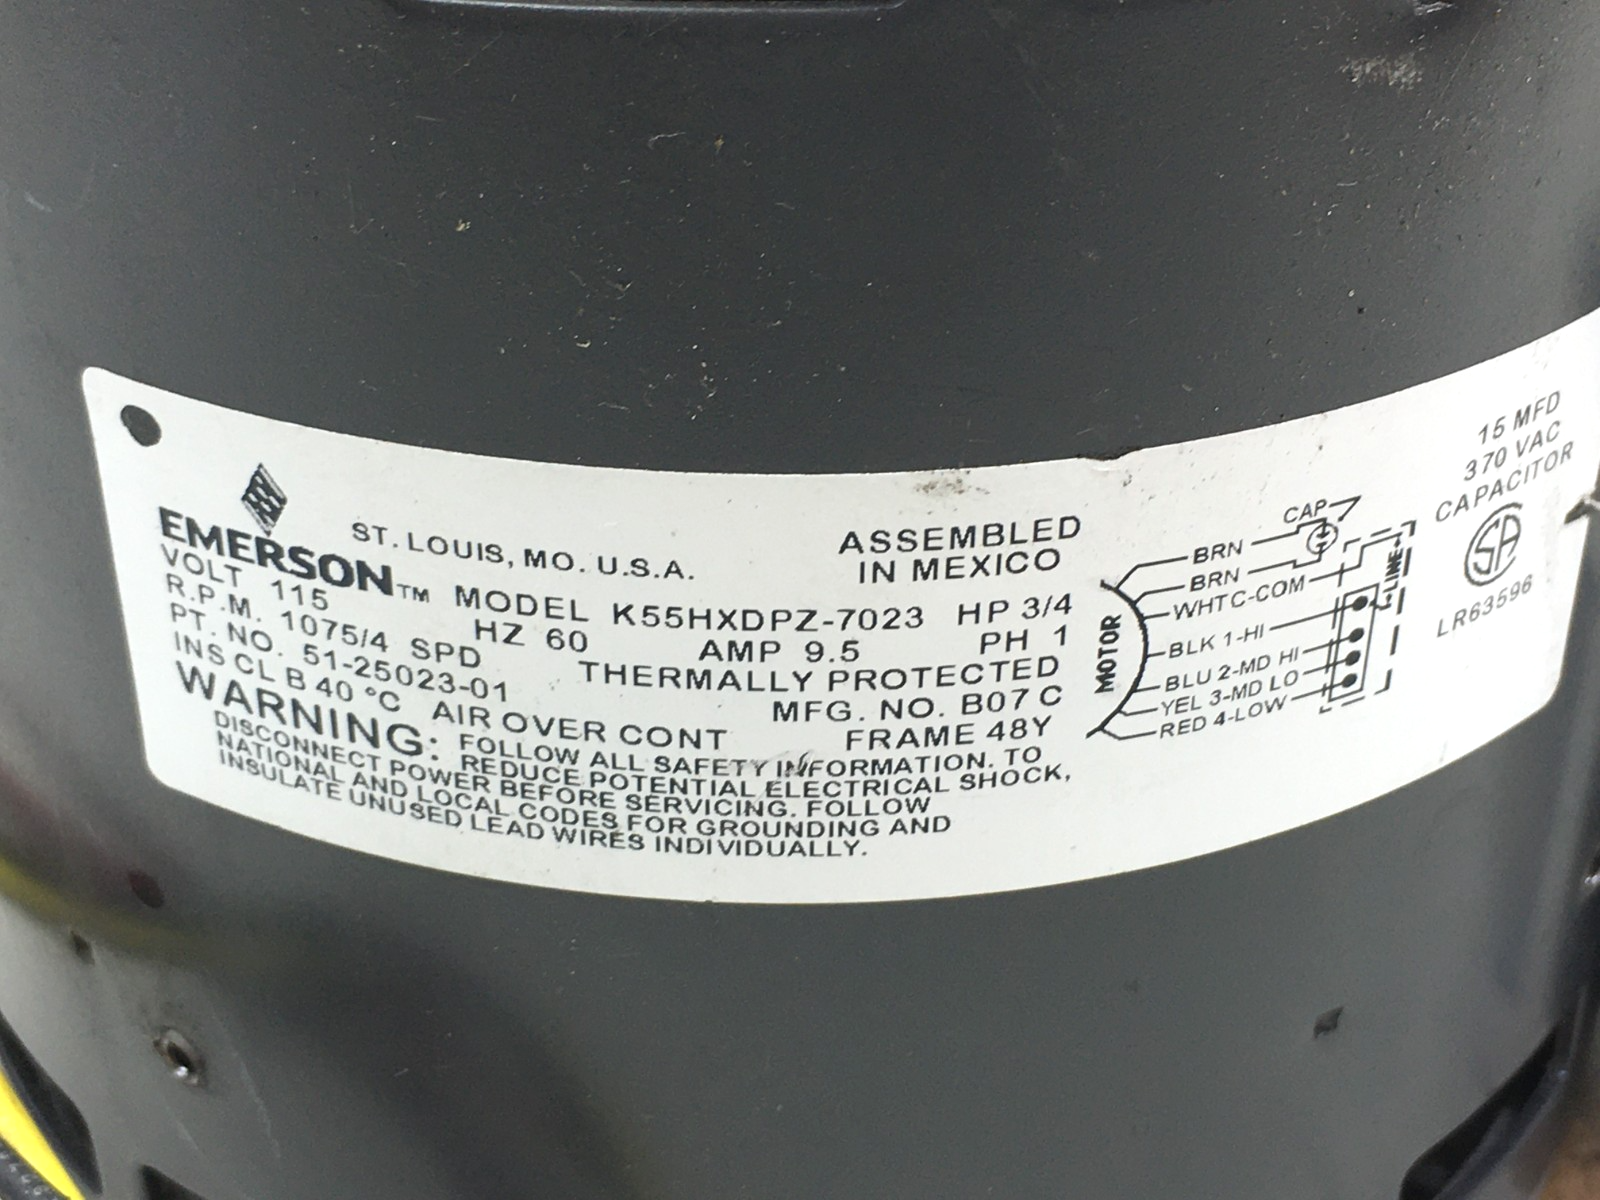 EMERSON™
ST. LOUIS, MO. U.S.A.
ASSEMBLED
IN MEXICO
MODEL K55HXDPZ-7023 HP 3/4
VOLT 115 HZ 60 AMP 9.5 PH 1
R.P.M. 1075/4 SPD THERMALLY PROTECTED
PT. NO. 51-25023-01 MFG. NO. B07 C
INS CL B 40 °C AIR OVER CONT FRAME 48Y
WARNING: FOLLOW ALL SAFETY INFORMATION. TO
REDUCE POTENTIAL ELECTRICAL SHOCK,
DISCONNECT POWER BEFORE SERVICING. FOLLOW
NATIONAL AND LOCAL CODES FOR GROUNDING AND
INSULATE UNUSED LEAD WIRES INDIVIDUALLY.
MOTOR
CAP
BRN
BRN
WHT C-COM
BLK 1-HI
BLU 2-MD HI
YEL 3-MD LO
RED 4-LOW
LINE
15 MFD
370 VAC
CAPACITOR
SA
LR63596